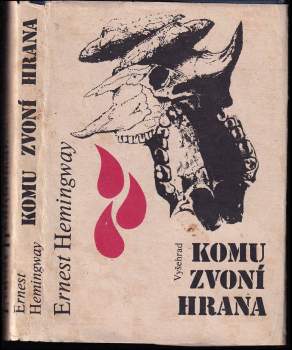 Ernest
Hemingway
KOMU ZVONÍ HRANA
Ernest Hemingway
Vyšehrad
KOMU
ZVONÍ
HRANA